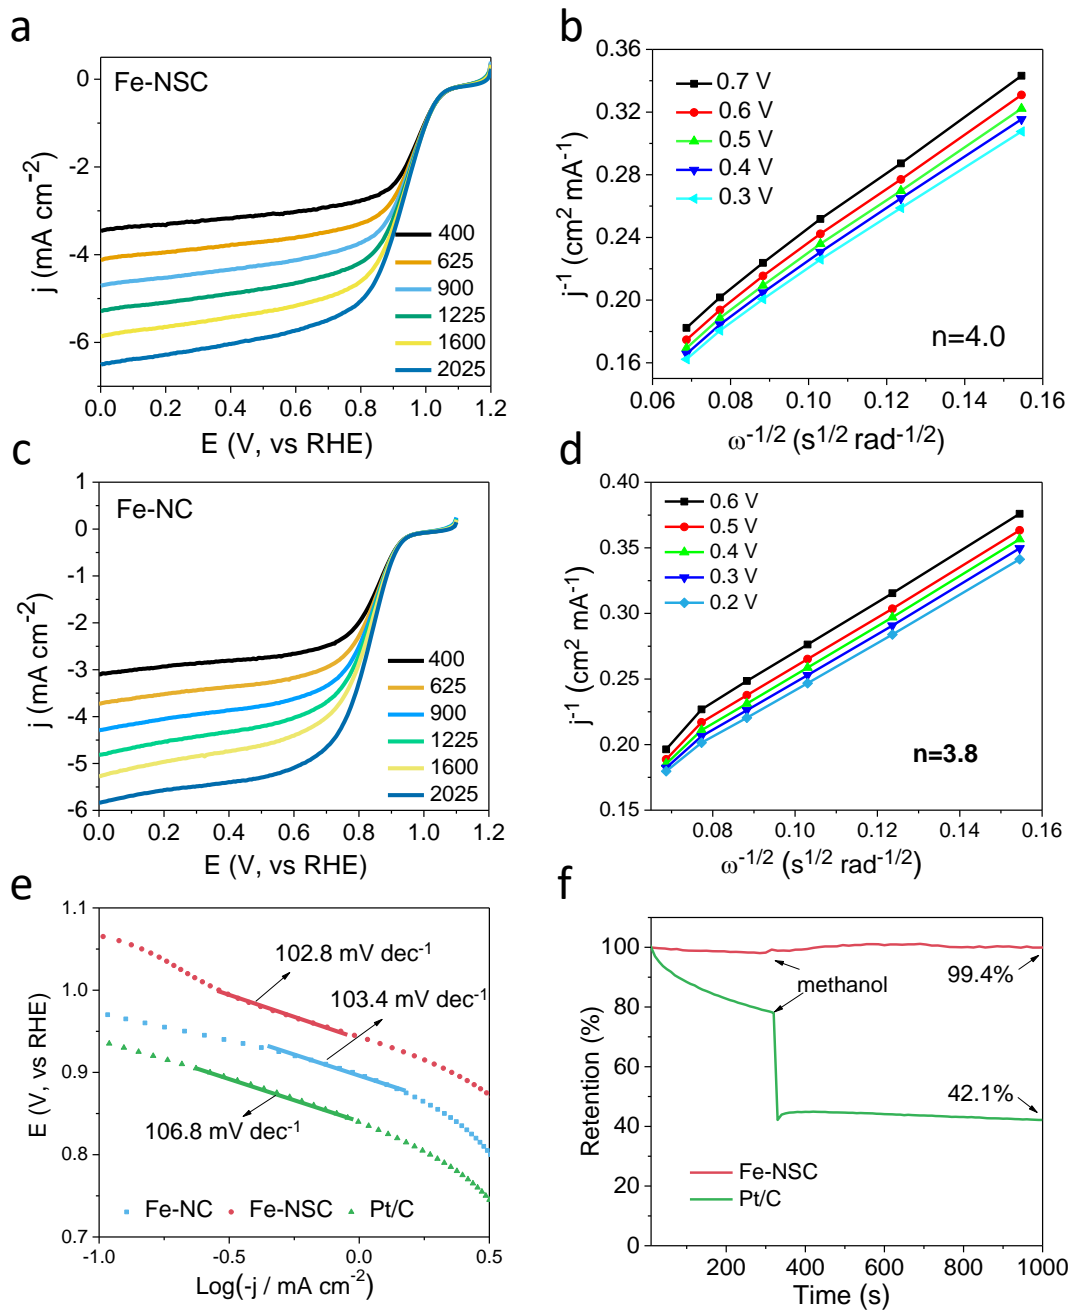 a
Fe-NSC
0
-2
-4
-6
j (mA cm⁻²)
400
625
900
1225
1600
2025
0.0 0.2 0.4 0.6 0.8 1.0 1.2
E (V, vs RHE)
b
0.36
0.32
0.28
0.24
0.20
0.16
j⁻¹ (cm² mA⁻¹)
0.7 V
0.6 V
0.5 V
0.4 V
0.3 V
n=4.0
0.06 0.08 0.10 0.12 0.14 0.16
ω⁻¹/² (s¹/² rad⁻¹/²)
c
Fe-NC
1
0
-1
-2
-3
-4
-5
-6
j (mA cm⁻²)
400
625
900
1225
1600
2025
0.0 0.2 0.4 0.6 0.8 1.0 1.2
E (V, vs RHE)
d
0.40
0.35
0.30
0.25
0.20
0.15
j⁻¹ (cm² mA⁻¹)
0.6 V
0.5 V
0.4 V
0.3 V
0.2 V
n=3.8
0.08 0.10 0.12 0.14 0.16
ω⁻¹/² (s¹/² rad⁻¹/²)
e
1.1
1.0
0.9
0.8
0.7
E (V, vs RHE)
102.8 mV dec⁻¹
103.4 mV dec⁻¹
106.8 mV dec⁻¹
Fe-NC Fe-NSC Pt/C
-1.0 -0.5 0.0 0.5
Log(-j / mA cm⁻²)
f
100
80
60
40
20
0
Retention (%)
methanol
99.4%
42.1%
Fe-NSC
Pt/C
200 400 600 800 1000
Time (s)